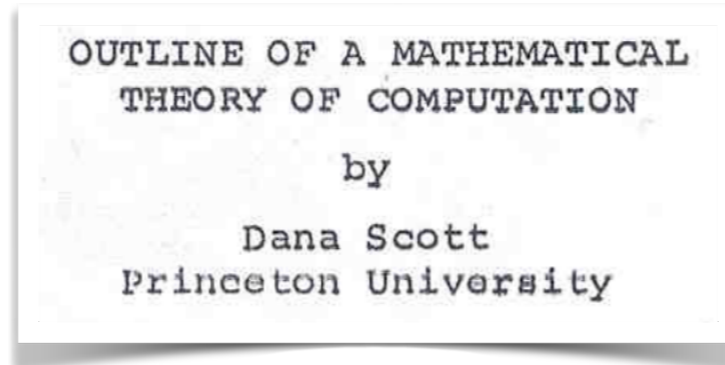 OUTLINE OF A MATHEMATICAL
THEORY OF COMPUTATION
by
Dana Scott
Princeton University